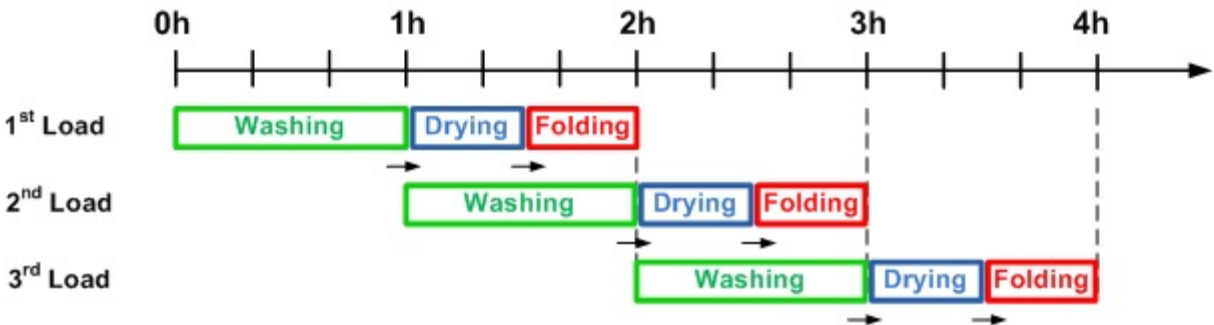 0h 1h 2h 3h 4h
1st Load Washing Drying Folding
2nd Load Washing Drying Folding
3rd Load Washing Drying Folding